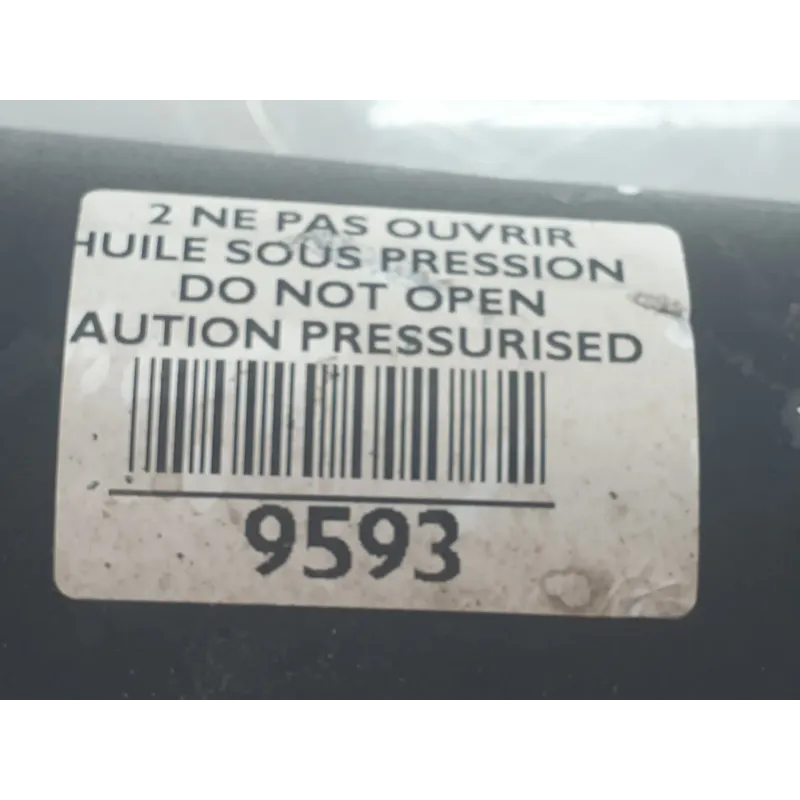 2 NE PAS OUVRIR
HUILE SOUS PRESSION
DO NOT OPEN
AUTION PRESSURISED
9593